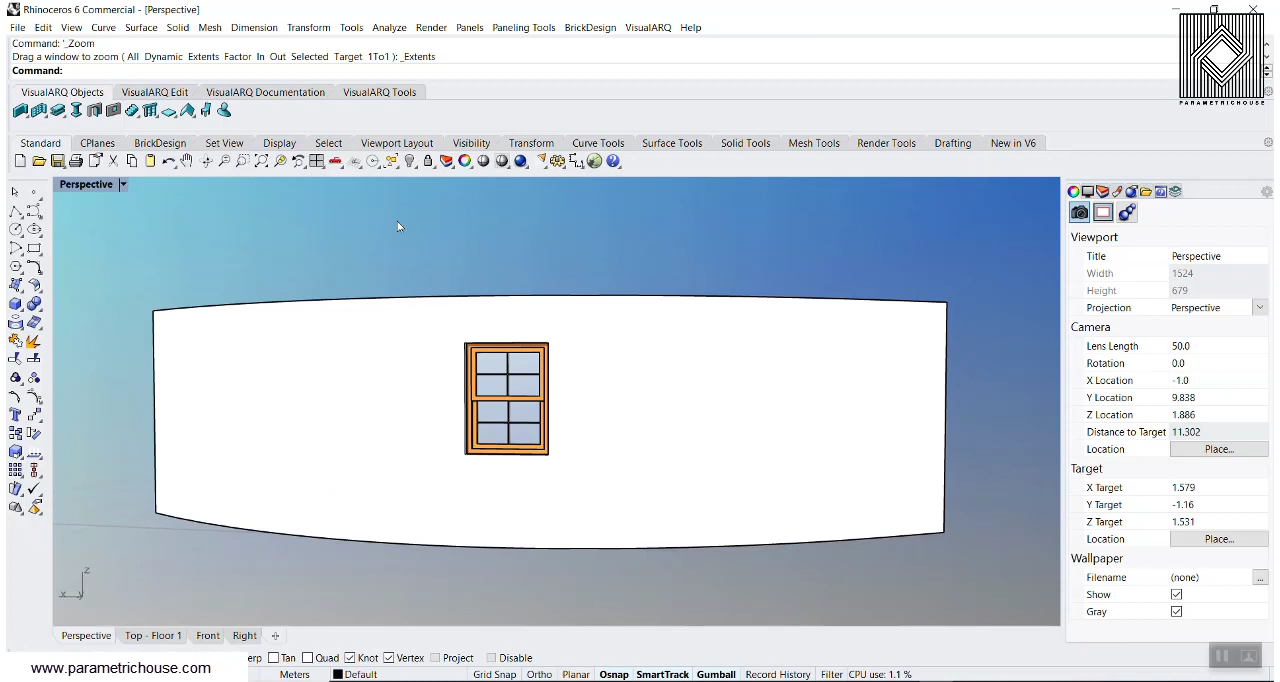 Rhinoceros 6 Commercial - [Perspective]
File Edit View Curve Surface Solid Mesh Dimension Transform Tools Analyze Render Panels Paneling Tools BrickDesign VisualARQ Help
Command: '_Zoom
Drag a window to zoom ( All Dynamic Extents Factor In Out Selected Target 1To1 ): _Extents
Command:
PARAMETRICHOUSE
VisualARQ Objects VisualARQ Edit VisualARQ Documentation VisualARQ Tools
Standard CPlanes BrickDesign Set View Display Select Viewport Layout Visibility Transform Curve Tools Surface Tools Solid Tools Mesh Tools Render Tools Drafting New in V6
Perspective
Viewport
Title Perspective
Width 1524
Height 679
Projection Perspective
Camera
Lens Length 50.0
Rotation 0.0
X Location -1.0
Y Location 9.838
Z Location 1.886
Distance to Target 11.302
Location Place...
Target
X Target 1.579
Y Target -1.16
Z Target 1.531
Location Place...
Wallpaper
Filename (none) ...
Show
Gray
z
x y
Perspective Top - Floor 1 Front Right
erp Tan Quad Knot Vertex Project Disable
www.parametrichouse.com
Meters Default Grid Snap Ortho Planar Osnap SmartTrack Gumball Record History Filter CPU use: 1.1 %